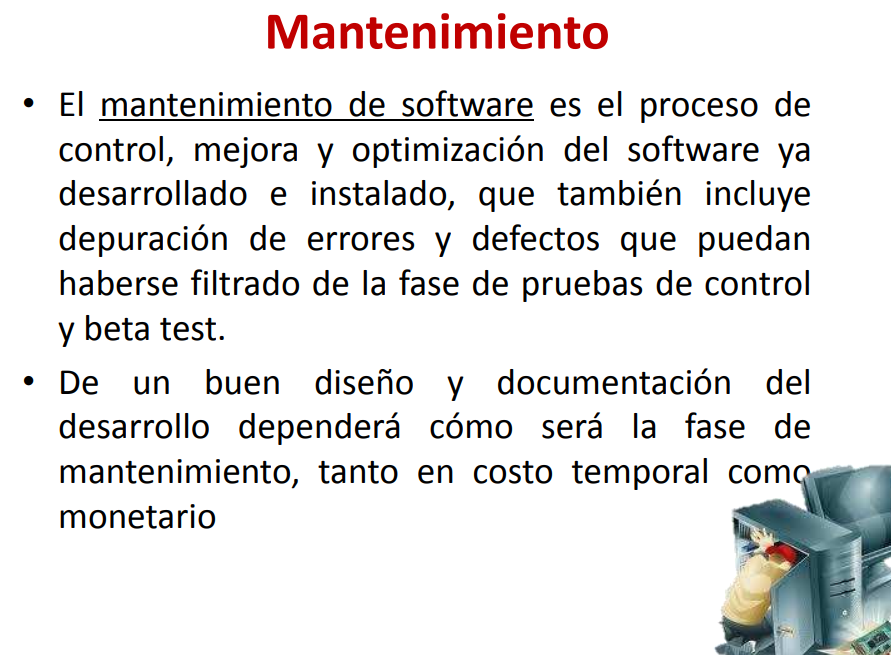 Mantenimiento
• El mantenimiento de software es el proceso de
control, mejora y optimización del software ya
desarrollado e instalado, que también incluye
depuración de errores y defectos que puedan
haberse filtrado de la fase de pruebas de control
y beta test.
• De un buen diseño y documentación del
desarrollo dependerá cómo será la fase de
mantenimiento, tanto en costo temporal como
monetario